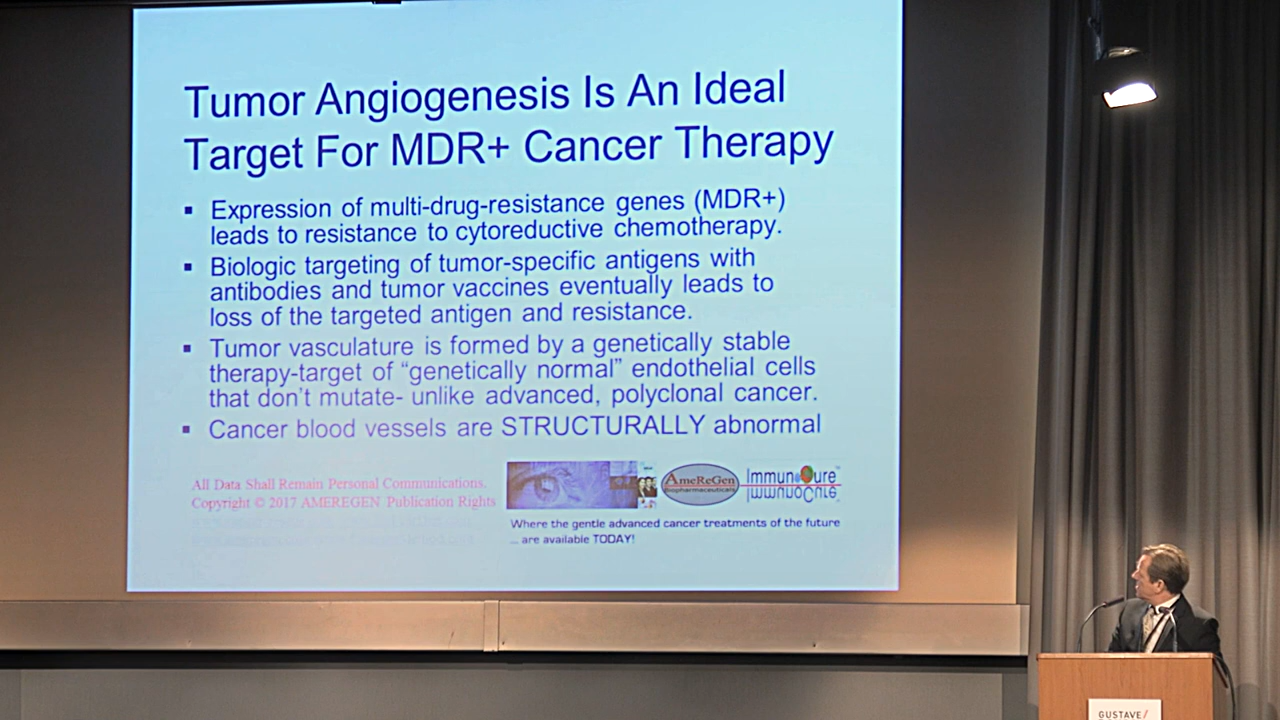 Tumor Angiogenesis Is An Ideal
Target For MDR+ Cancer Therapy
▪ Expression of multi-drug-resistance genes (MDR+)
leads to resistance to cytoreductive chemotherapy.
▪ Biologic targeting of tumor-specific antigens with
antibodies and tumor vaccines eventually leads to
loss of the targeted antigen and resistance.
▪ Tumor vasculature is formed by a genetically stable
therapy-target of “genetically normal” endothelial cells
that don’t mutate- unlike advanced, polyclonal cancer.
▪ Cancer blood vessels are STRUCTURALLY abnormal
All Data Shall Remain Personal Communications.
Copyright © 2017 AMEREGEN Publication Rights
AmeReGen
Biopharmaceuticals
Immun Cure
Where the gentle advanced cancer treatments of the future
... are available TODAY!
GUSTAVE/